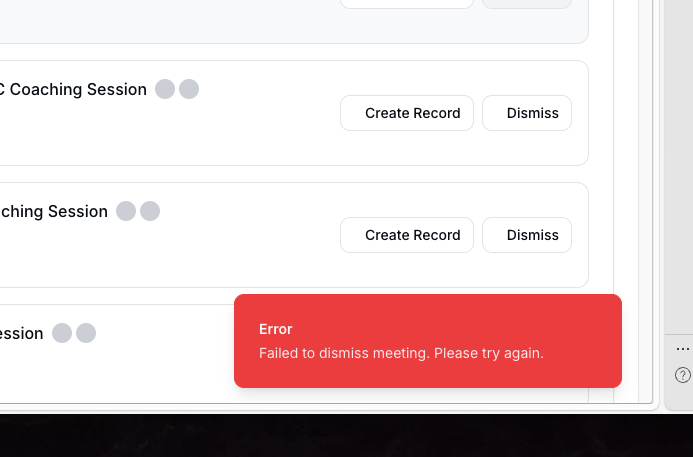 C Coaching Session
Create Record
Dismiss
ching Session
Create Record
Dismiss
ession
Error
Failed to dismiss meeting. Please try again.
...
?